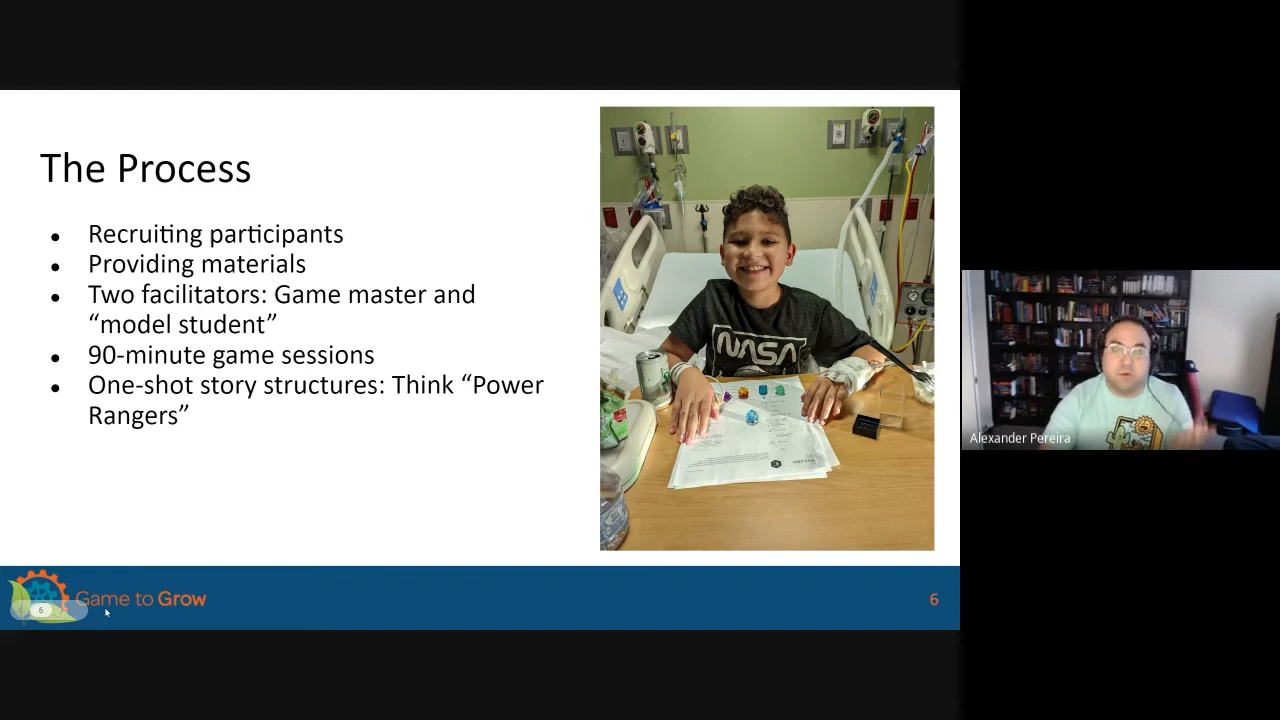 The Process
● Recruiting participants
● Providing materials
● Two facilitators: Game master and
“model student”
● 90-minute game sessions
● One-shot story structures: Think “Power
Rangers”
NASA
Alexander Pereira
6
Game to Grow
6